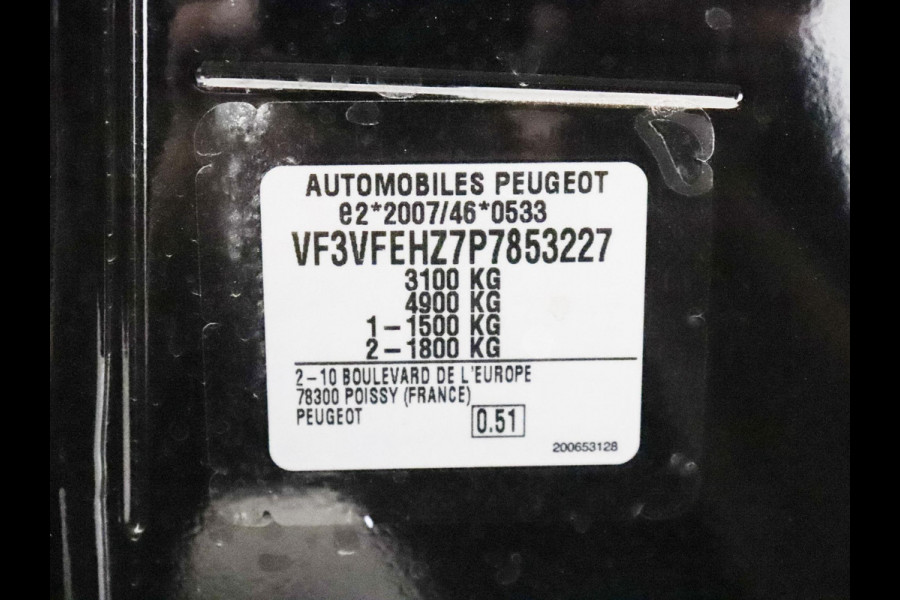 AUTOMOBILES PEUGEOT
e2*2007/46*0533
VF3VFEHZ7P7853227
3100 KG
4900 KG
1-1500 KG
2-1800 KG
2-10 BOULEVARD DE L'EUROPE
78300 POISSY (FRANCE)
PEUGEOT
0.51
200653128